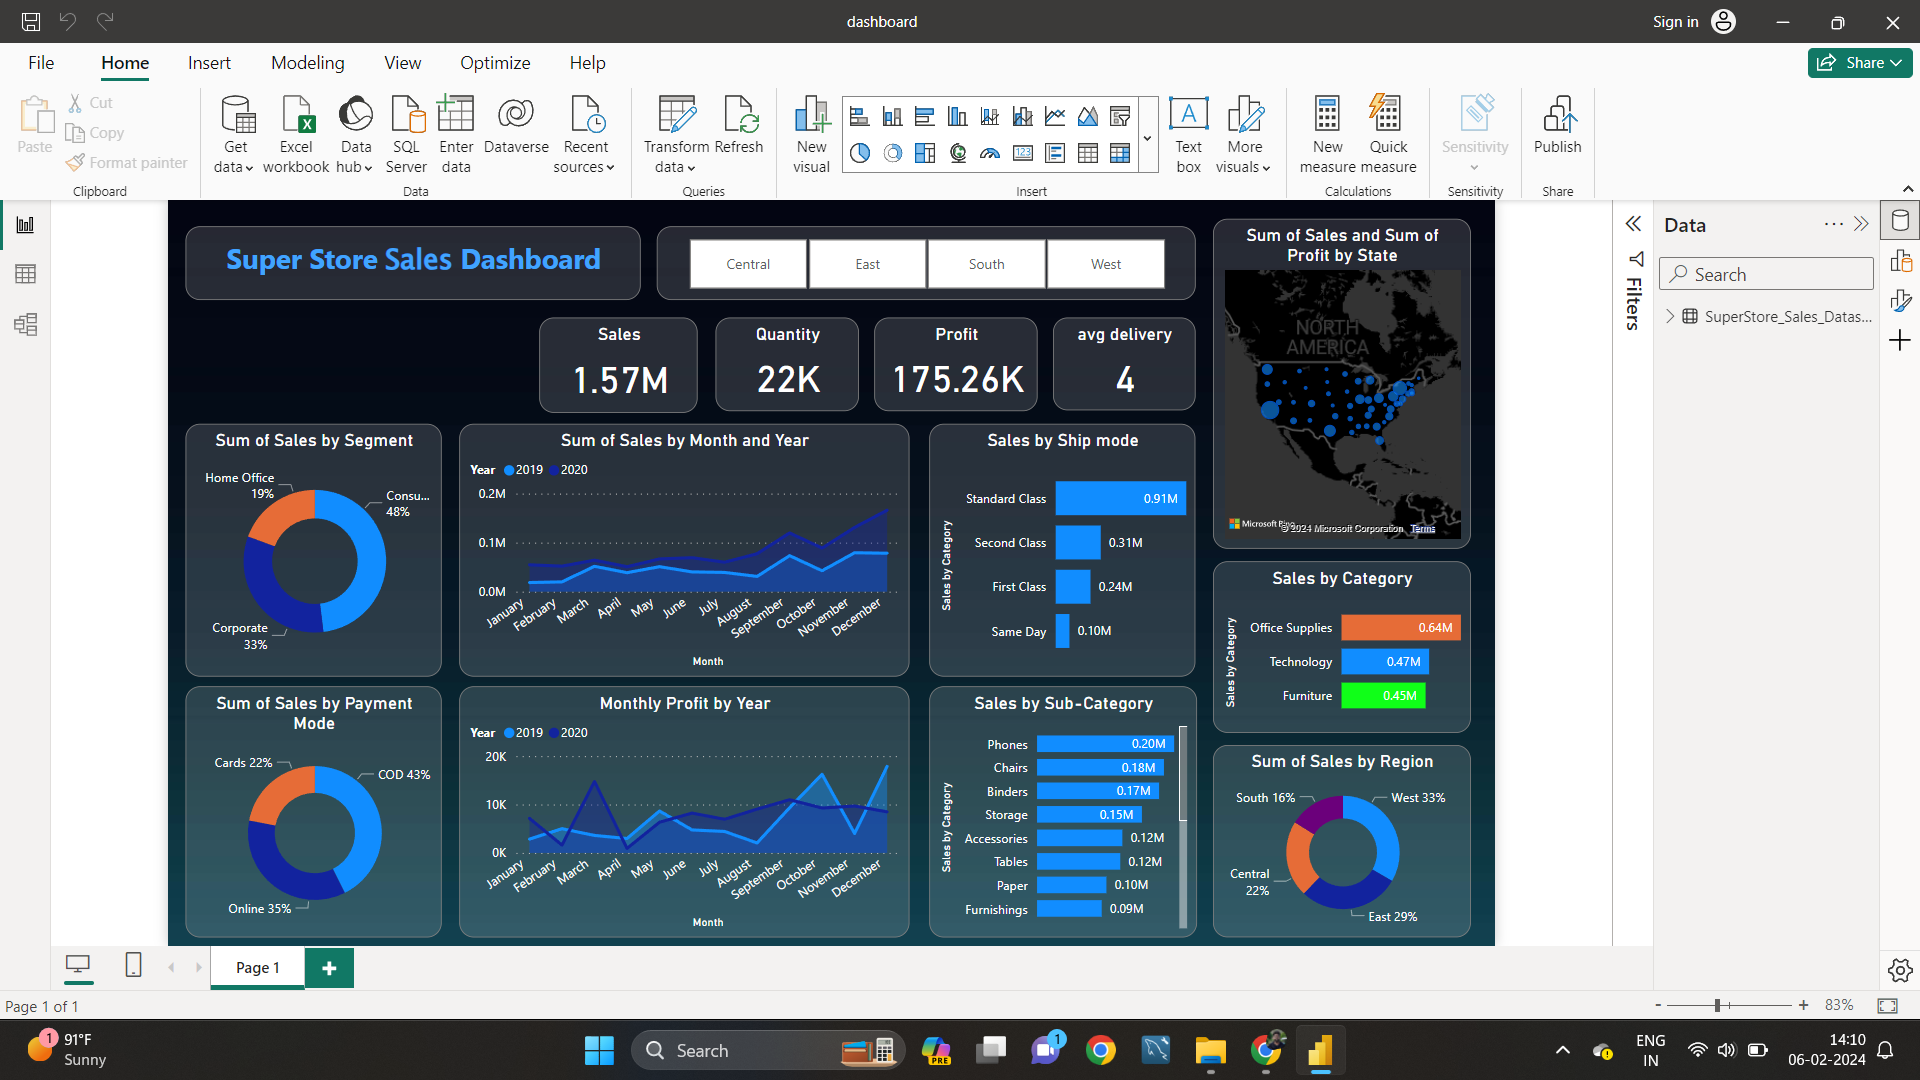 dashboard
Sign in
File
Home
Insert
Modeling
View
Optimize
Help
Share
Paste
Cut
Copy
Format painter
Clipboard
Get
data
Excel
workbook
Data
hub
SQL
Server
Enter
data
Dataverse
Recent
sources
Data
Transform
data
Refresh
Queries
New
visual
123
A
Text
box
More
visuals
Insert
New
measure
Quick
measure
Calculations
Sensitivity
Sensitivity
Publish
Share
Super Store Sales Dashboard
Central
East
South
West
Sales
1.57M
Quantity
22K
Profit
175.26K
avg delivery
4
Sum of Sales and Sum of
Profit by State
NORTH
AMERICA
© 2024 Microsoft Corporation
Terms
Sum of Sales by Segment
Home Office
19%
Consu...
48%
Corporate
33%
Sum of Sales by Month and Year
Year 2019 2020
0.2M
0.1M
0.0M
January
February
March
April
May
June
July
August
September
October
November
December
Month
Sales by Ship mode
Sales by Category
Standard Class 0.91M
Second Class 0.31M
First Class 0.24M
Same Day 0.10M
Sales by Category
Sales by Category
Office Supplies 0.64M
Technology 0.47M
Furniture 0.45M
Sum of Sales by Payment
Mode
Cards 22%
COD 43%
Online 35%
Monthly Profit by Year
Year 2019 2020
20K
10K
0K
January
February
March
April
May
June
July
August
September
October
November
December
Month
Sales by Sub-Category
Sales by Category
Phones 0.20M
Chairs 0.18M
Binders 0.17M
Storage 0.15M
Accessories 0.12M
Tables 0.12M
Paper 0.10M
Furnishings 0.09M
Sum of Sales by Region
South 16%
West 33%
Central
22%
East 29%
Filters
Data
Search
SuperStore_Sales_Datas...
Page 1
Page 1 of 1
83%
1
91°F
Sunny
Search
PRE
1
ENG
IN
14:10
06-02-2024